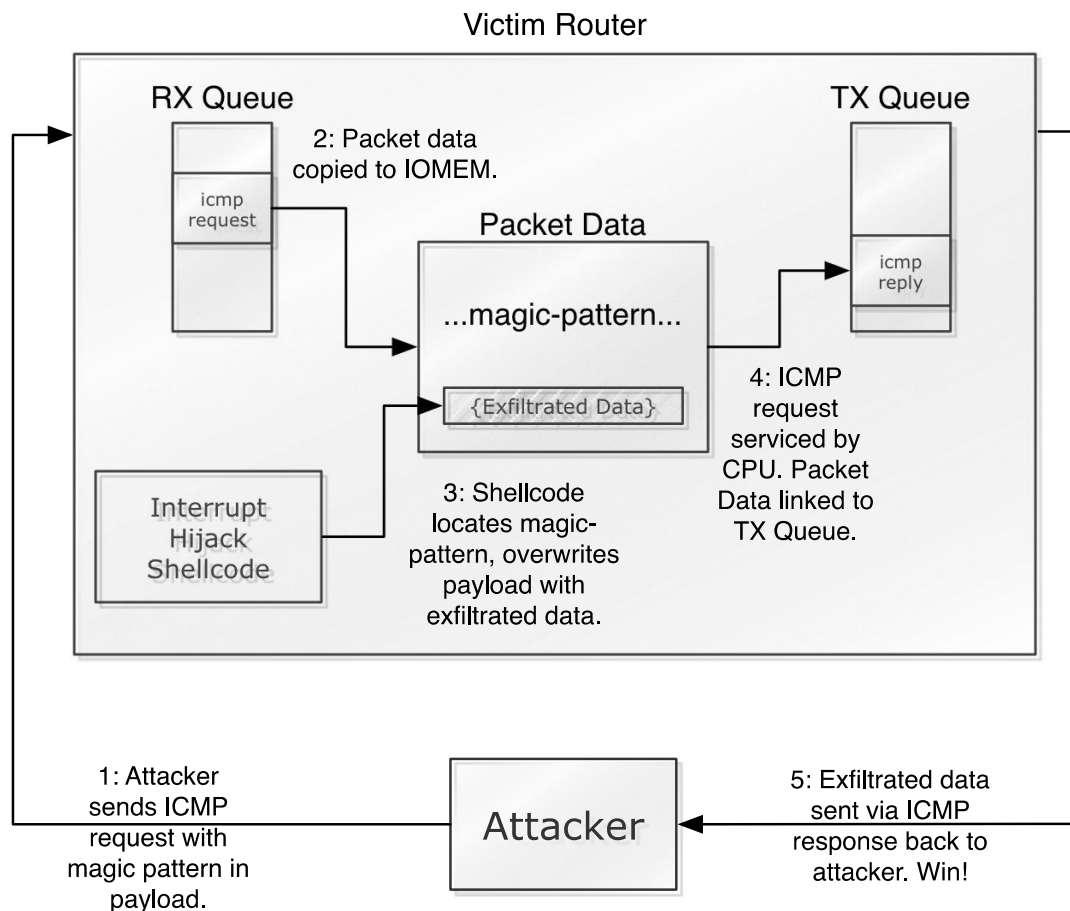 Victim Router
RX Queue
TX Queue
2: Packet data
copied to IOMEM.
icmp
request
Packet Data
icmp
reply
...magic-pattern...
{Exfiltrated Data}
4: ICMP
request
serviced by
CPU. Packet
Data linked to
TX Queue.
Interrupt
Hijack
Shellcode
3: Shellcode
locates magic-
pattern, overwrites
payload with
exfiltrated data.
1: Attacker
sends ICMP
request with
magic pattern in
payload.
Attacker
5: Exfiltrated data
sent via ICMP
response back to
attacker. Win!